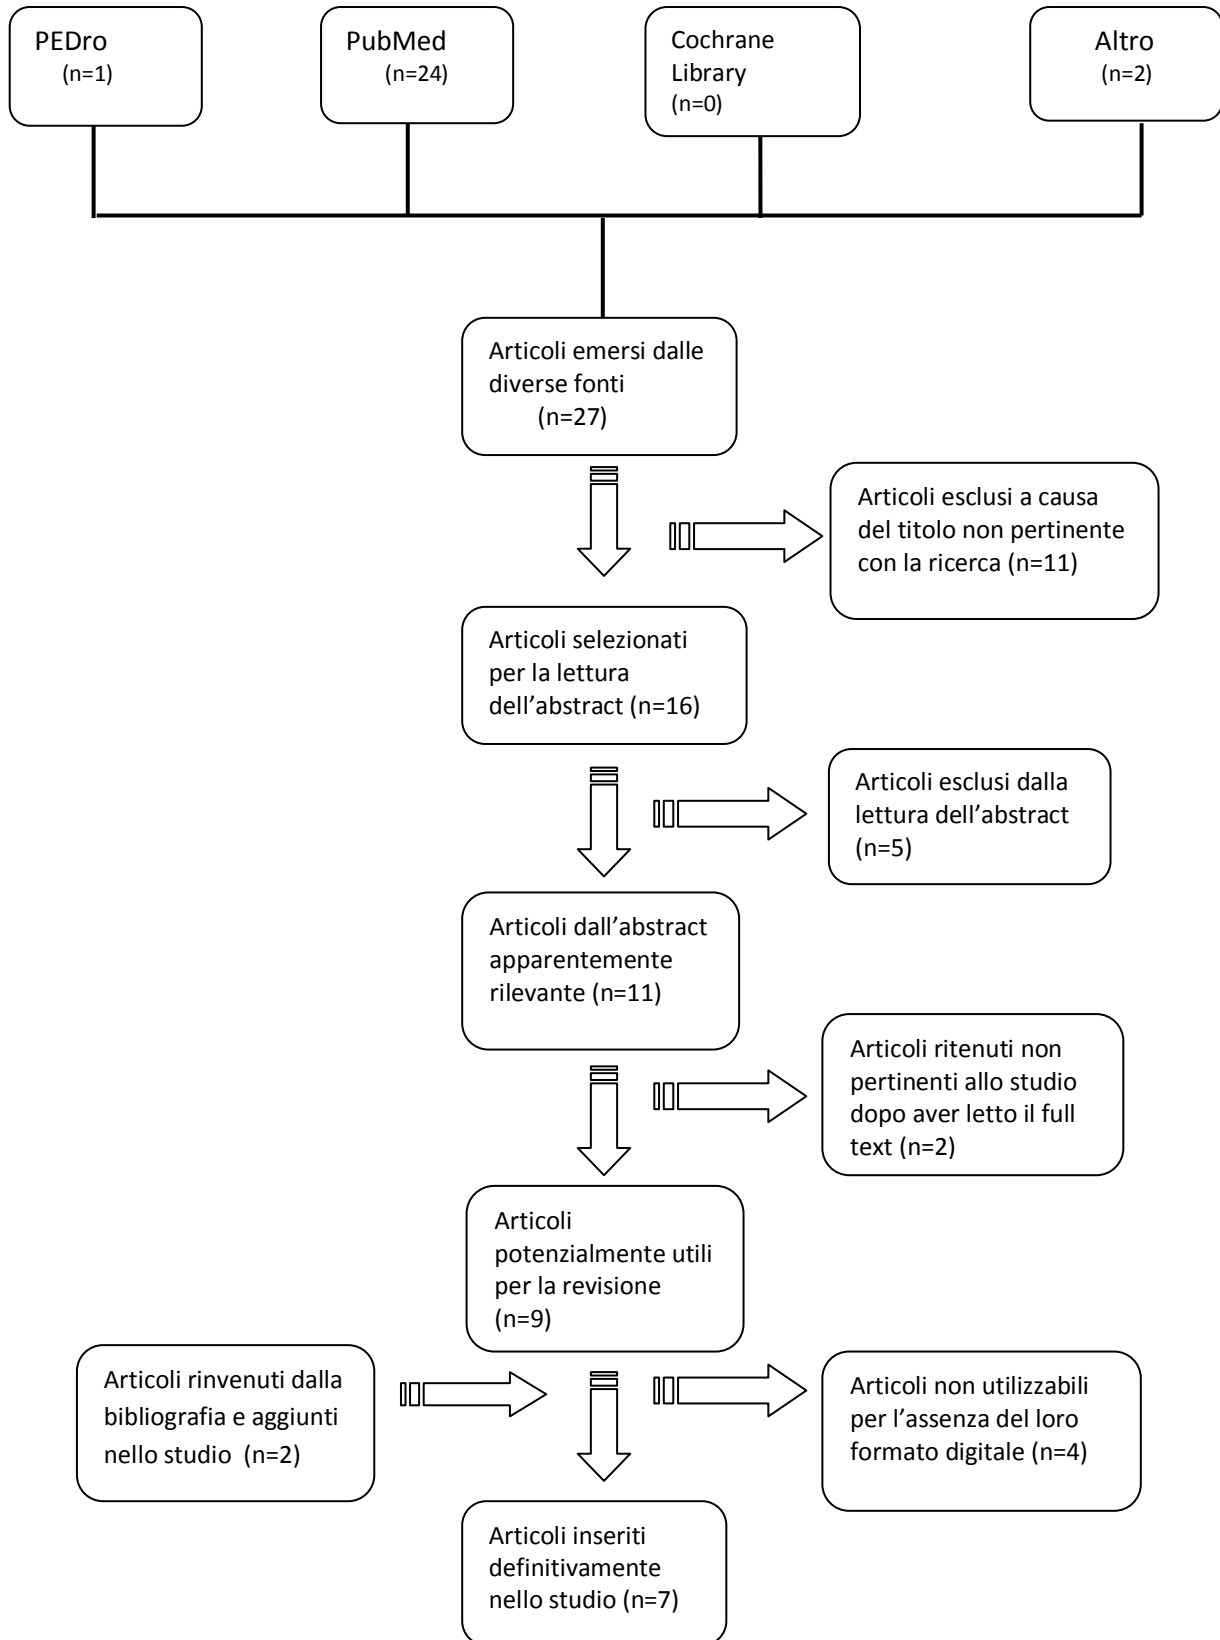 PEDro
(n=1)
PubMed
(n=24)
Cochrane
Library
(n=0)
Altro
(n=2)
Articoli emersi dalle
diverse fonti
(n=27)
Articoli esclusi a causa
del titolo non pertinente
con la ricerca (n=11)
Articoli selezionati
per la lettura
dell’abstract (n=16)
Articoli esclusi dalla
lettura dell’abstract
(n=5)
Articoli dall’abstract
apparentemente
rilevante (n=11)
Articoli ritenuti non
pertinenti allo studio
dopo aver letto il full
text (n=2)
Articoli
potenzialmente utili
per la revisione
(n=9)
Articoli rinvenuti dalla
bibliografia e aggiunti
nello studio (n=2)
Articoli non utilizzabili
per l’assenza del loro
formato digitale (n=4)
Articoli inseriti
definitivamente
nello studio (n=7)